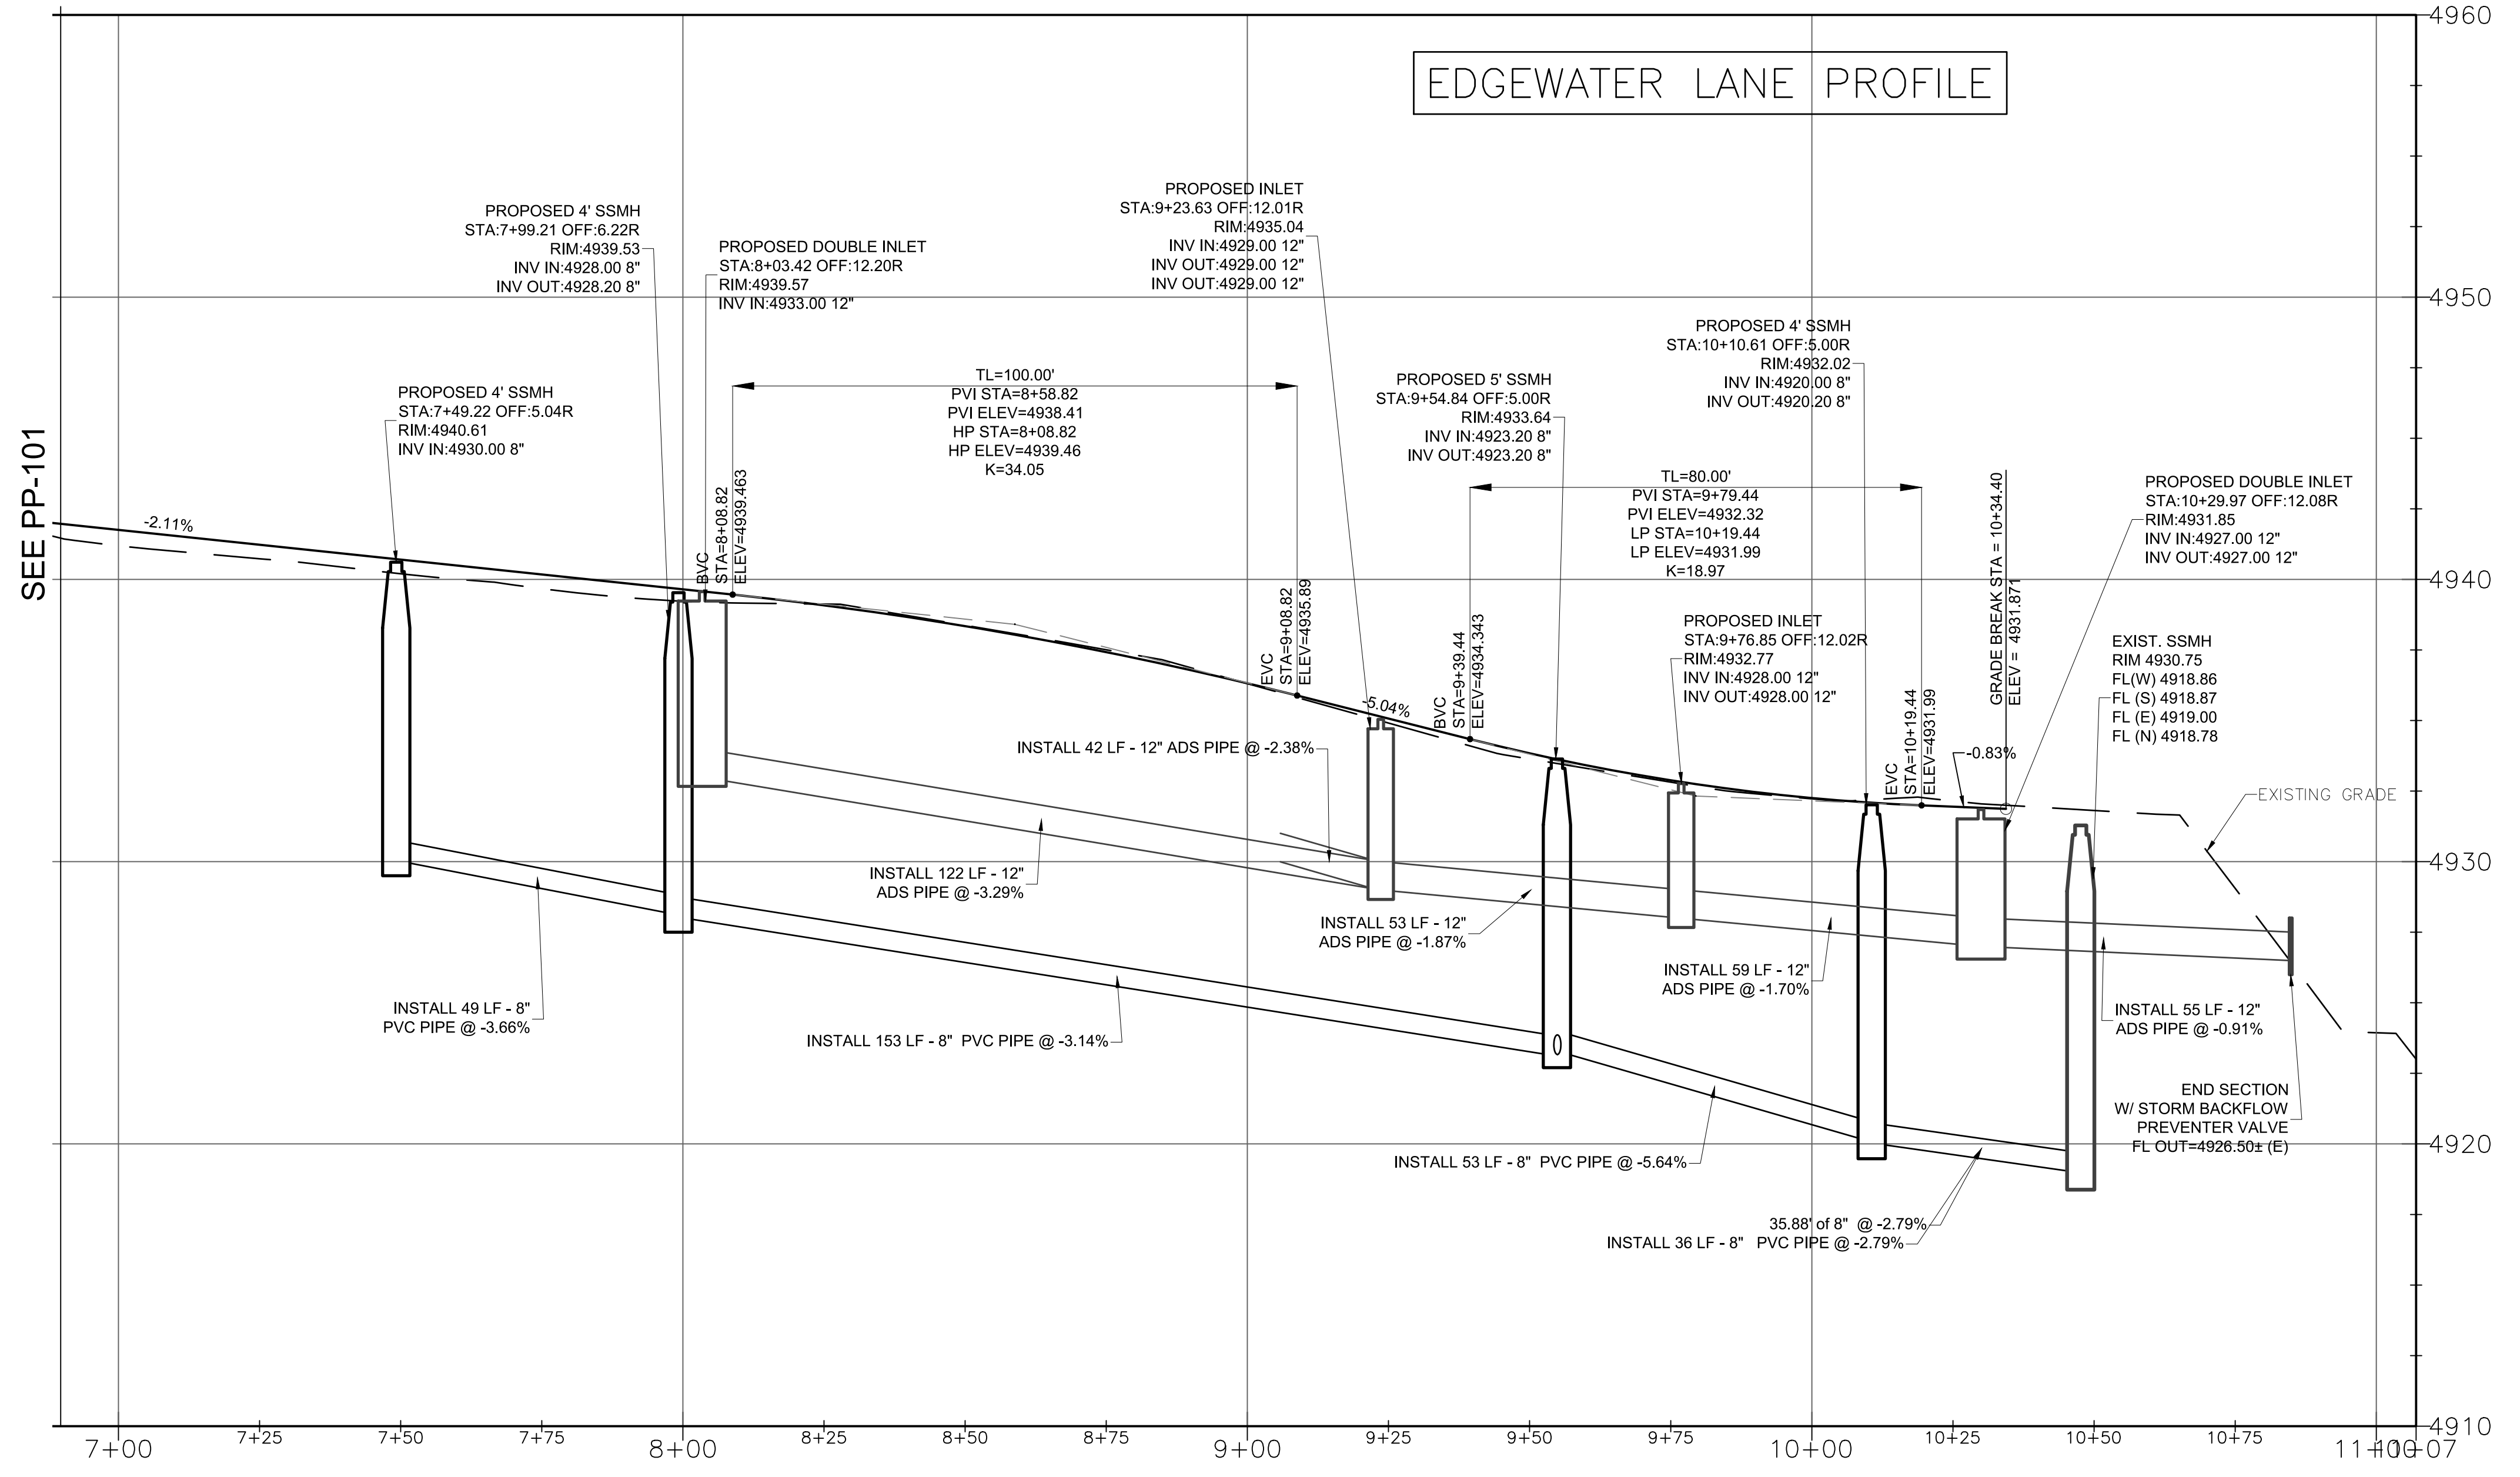 EDGEWATER LANE PROFILE
SEE PP-101
-2.11%
PROPOSED 4' SSMH
STA:7+49.22 OFF:5.04R
RIM:4940.61
INV IN:4930.00 8"
PROPOSED 4' SSMH
STA:7+99.21 OFF:6.22R
RIM:4939.53
INV IN:4928.00 8"
INV OUT:4928.20 8"
PROPOSED DOUBLE INLET
STA:8+03.42 OFF:12.20R
RIM:4939.57
INV IN:4933.00 12"
BVC
STA=8+08.82
ELEV=4939.463
TL=100.00'
PVI STA=8+58.82
PVI ELEV=4938.41
HP STA=8+08.82
HP ELEV=4939.46
K=34.05
EVC
STA=9+08.82
ELEV=4935.89
PROPOSED INLET
STA:9+23.63 OFF:12.01R
RIM:4935.04
INV IN:4929.00 12"
INV OUT:4929.00 12"
INV OUT:4929.00 12"
-5.04%
BVC
STA=9+39.44
ELEV=4934.343
PROPOSED 5' SSMH
STA:9+54.84 OFF:5.00R
RIM:4933.64
INV IN:4923.20 8"
INV OUT:4923.20 8"
TL=80.00'
PVI STA=9+79.44
PVI ELEV=4932.32
LP STA=10+19.44
LP ELEV=4931.99
K=18.97
PROPOSED 4' SSMH
STA:10+10.61 OFF:5.00R
RIM:4932.02
INV IN:4920.00 8"
INV OUT:4920.20 8"
PROPOSED INLET
STA:9+76.85 OFF:12.02R
RIM:4932.77
INV IN:4928.00 12"
INV OUT:4928.00 12"
EVC
STA=10+19.44
ELEV=4931.99
-0.83%
GRADE BREAK STA = 10+34.40
ELEV = 4931.871
PROPOSED DOUBLE INLET
STA:10+29.97 OFF:12.08R
RIM:4931.85
INV IN:4927.00 12"
INV OUT:4927.00 12"
EXIST. SSMH
RIM 4930.75
FL(W) 4918.86
FL (S) 4918.87
FL (E) 4919.00
FL (N) 4918.78
EXISTING GRADE
INSTALL 42 LF - 12" ADS PIPE @ -2.38%
INSTALL 122 LF - 12"
ADS PIPE @ -3.29%
INSTALL 53 LF - 12"
ADS PIPE @ -1.87%
INSTALL 59 LF - 12"
ADS PIPE @ -1.70%
INSTALL 55 LF - 12"
ADS PIPE @ -0.91%
INSTALL 49 LF - 8"
PVC PIPE @ -3.66%
INSTALL 153 LF - 8" PVC PIPE @ -3.14%
INSTALL 53 LF - 8" PVC PIPE @ -5.64%
END SECTION
W/ STORM BACKFLOW
PREVENTER VALVE
FL OUT=4926.50± (E)
35.88' of 8" @ -2.79%
INSTALL 36 LF - 8" PVC PIPE @ -2.79%
4960
4950
4940
4930
4920
4910
7+00
7+25
7+50
7+75
8+00
8+25
8+50
8+75
9+00
9+25
9+50
9+75
10+00
10+25
10+50
10+75
11+00